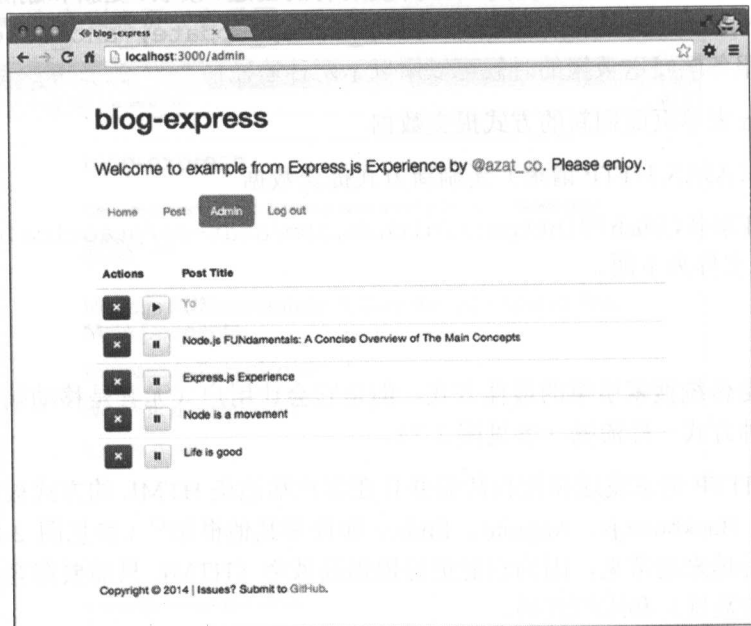 blog-express
localhost:3000/admin
blog-express
Welcome to example from Express.js Experience by @azat_co. Please enjoy.
Home Post Admin Log out
Actions Post Title
Yo
Node.js FUNdamentals: A Concise Overview of The Main Concepts
Express.js Experience
Node is a movement
Life is good
Copyright © 2014 | Issues? Submit to GitHub.